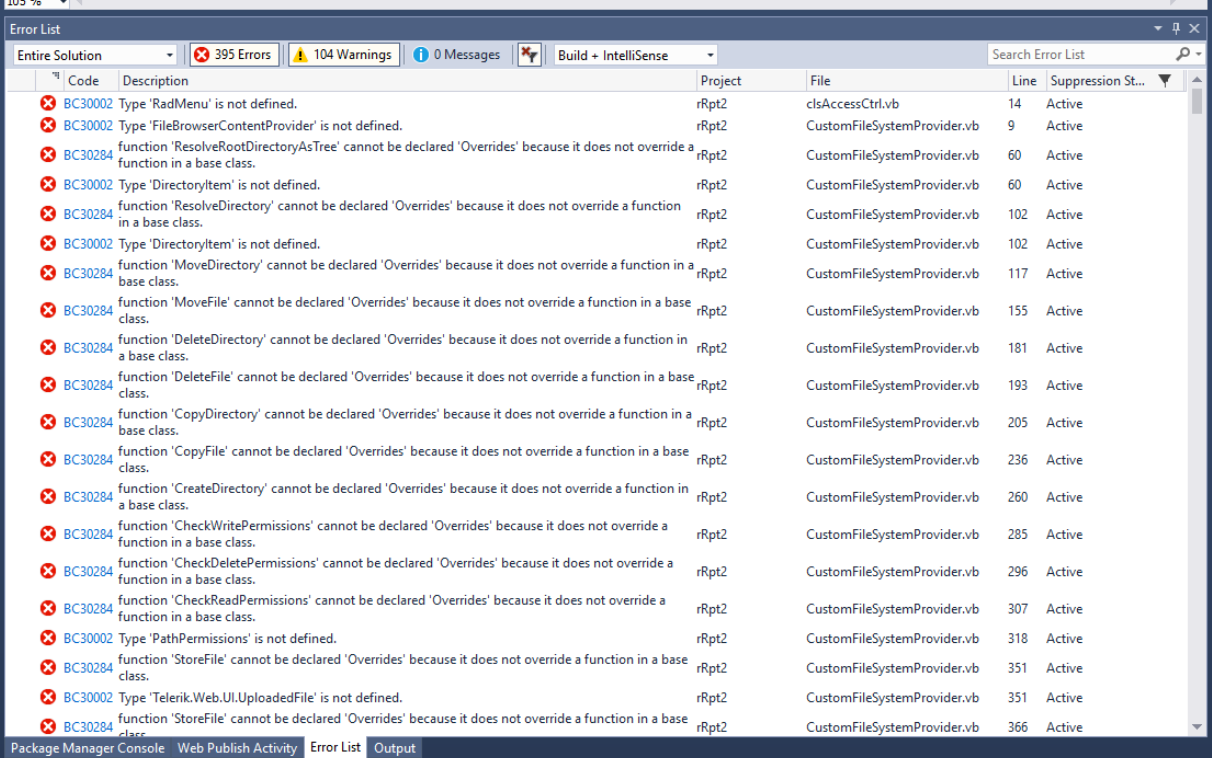 105 %
Error List
Entire Solution 395 Errors 104 Warnings 0 Messages Build + IntelliSense Search Error List
Code Description Project File Line Suppression St...
BC30002 Type 'RadMenu' is not defined. rRpt2 clsAccessCtrl.vb 14 Active
BC30002 Type 'FileBrowserContentProvider' is not defined. rRpt2 CustomFileSystemProvider.vb 9 Active
BC30284 function 'ResolveRootDirectoryAsTree' cannot be declared 'Overrides' because it does not override a rRpt2 CustomFileSystemProvider.vb 60 Active
function in a base class.
BC30002 Type 'DirectoryItem' is not defined. rRpt2 CustomFileSystemProvider.vb 60 Active
BC30284 function 'ResolveDirectory' cannot be declared 'Overrides' because it does not override a function rRpt2 CustomFileSystemProvider.vb 102 Active
in a base class.
BC30002 Type 'DirectoryItem' is not defined. rRpt2 CustomFileSystemProvider.vb 102 Active
BC30284 function 'MoveDirectory' cannot be declared 'Overrides' because it does not override a function in a rRpt2 CustomFileSystemProvider.vb 117 Active
base class.
BC30284 function 'MoveFile' cannot be declared 'Overrides' because it does not override a function in a base rRpt2 CustomFileSystemProvider.vb 155 Active
class.
BC30284 function 'DeleteDirectory' cannot be declared 'Overrides' because it does not override a function in rRpt2 CustomFileSystemProvider.vb 181 Active
a base class.
BC30284 function 'DeleteFile' cannot be declared 'Overrides' because it does not override a function in a base rRpt2 CustomFileSystemProvider.vb 193 Active
class.
BC30284 function 'CopyDirectory' cannot be declared 'Overrides' because it does not override a function in a rRpt2 CustomFileSystemProvider.vb 205 Active
base class.
BC30284 function 'CopyFile' cannot be declared 'Overrides' because it does not override a function in a base rRpt2 CustomFileSystemProvider.vb 236 Active
class.
BC30284 function 'CreateDirectory' cannot be declared 'Overrides' because it does not override a function in rRpt2 CustomFileSystemProvider.vb 260 Active
a base class.
BC30284 function 'CheckWritePermissions' cannot be declared 'Overrides' because it does not override a rRpt2 CustomFileSystemProvider.vb 285 Active
function in a base class.
BC30284 function 'CheckDeletePermissions' cannot be declared 'Overrides' because it does not override a rRpt2 CustomFileSystemProvider.vb 296 Active
function in a base class.
BC30284 function 'CheckReadPermissions' cannot be declared 'Overrides' because it does not override a rRpt2 CustomFileSystemProvider.vb 307 Active
function in a base class.
BC30002 Type 'PathPermissions' is not defined. rRpt2 CustomFileSystemProvider.vb 318 Active
BC30284 function 'StoreFile' cannot be declared 'Overrides' because it does not override a function in a base rRpt2 CustomFileSystemProvider.vb 351 Active
class.
BC30002 Type 'Telerik.Web.UI.UploadedFile' is not defined. rRpt2 CustomFileSystemProvider.vb 351 Active
BC30284 function 'StoreFile' cannot be declared 'Overrides' because it does not override a function in a base rRpt2 CustomFileSystemProvider.vb 366 Active
class.
Package Manager Console Web Publish Activity Error List Output